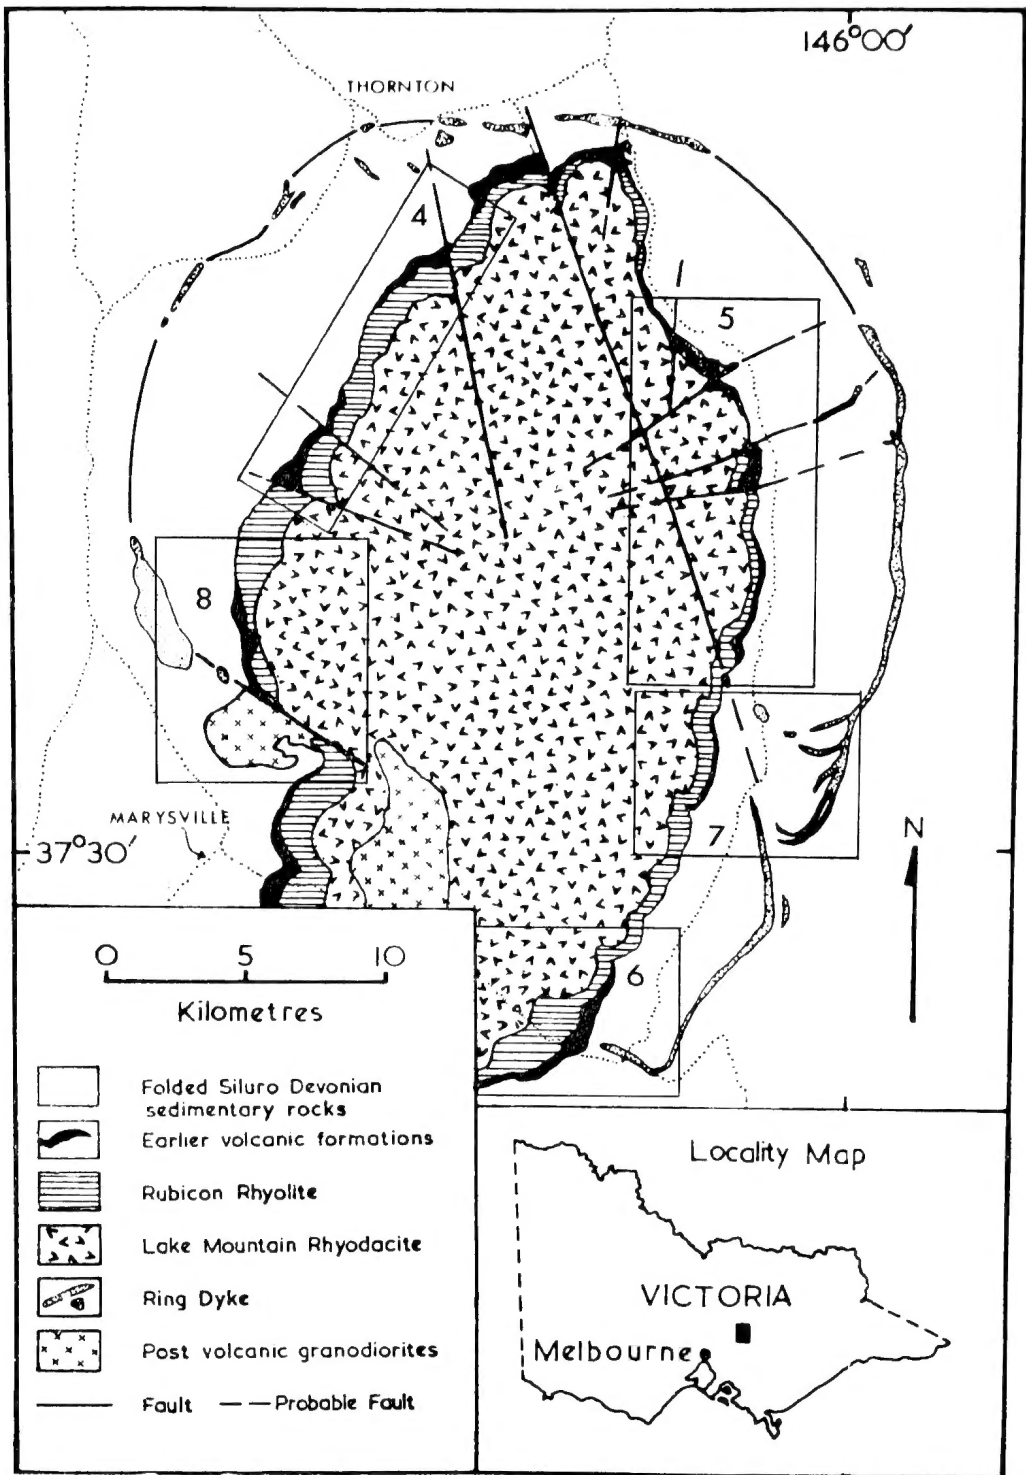 146°00′
THORNTON
4
5
8
MARYSVILLE
37°30′
7
N
6
0 5 10
Kilometres
Folded Siluro Devonian
sedimentary rocks
Earlier volcanic formations
Rubicon Rhyolite
Lake Mountain Rhyodacite
Ring Dyke
Post volcanic granodiorites
Fault
Probable Fault
Locality Map
VICTORIA
Melbourne